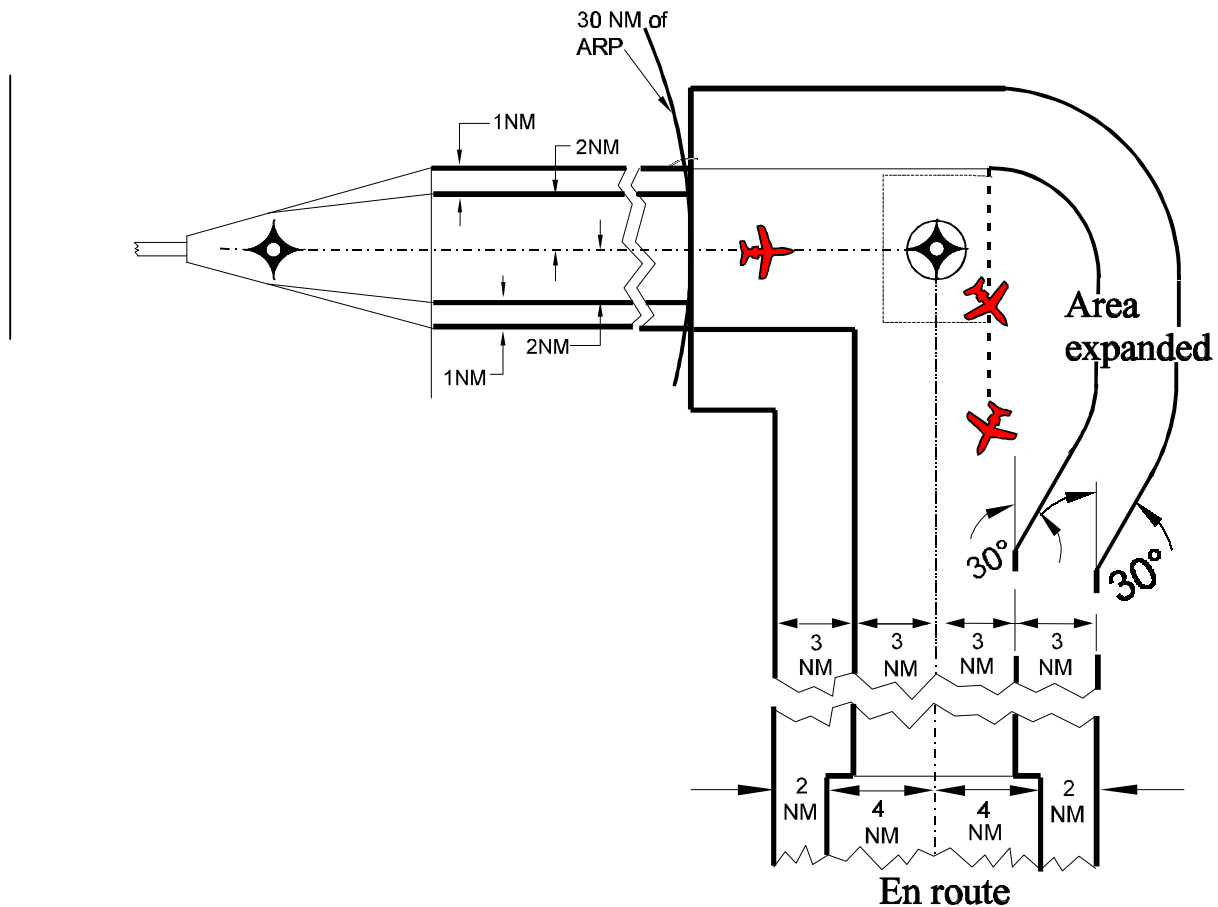 30 NM of
ARP
1NM
2NM
2NM
1NM
Area
expanded
30°
30°
3
NM
3
NM
3
NM
3
NM
2
NM
4
NM
4
NM
2
NM
En route